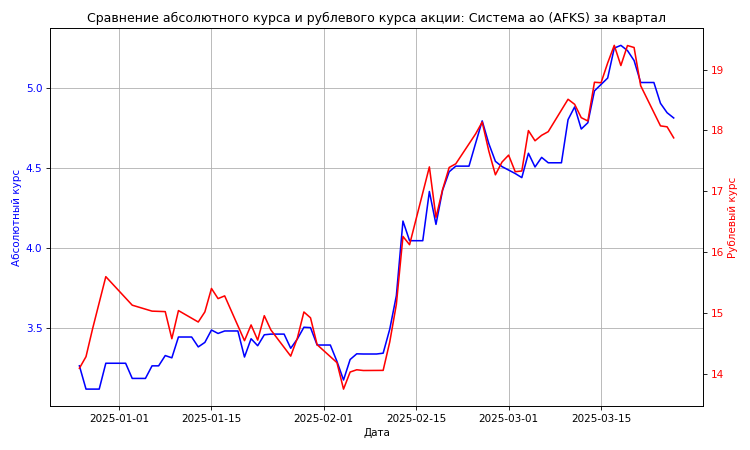 Сравнение абсолютного курса и рублевого курса акции: Система ао (AFKS) за квартал
Абсолютный курс
5.0
4.5
4.0
3.5
19
18
17
16
15
14
Рублевый курс
2025-01-01 2025-01-15 2025-02-01 2025-02-15 2025-03-01 2025-03-15
Дата